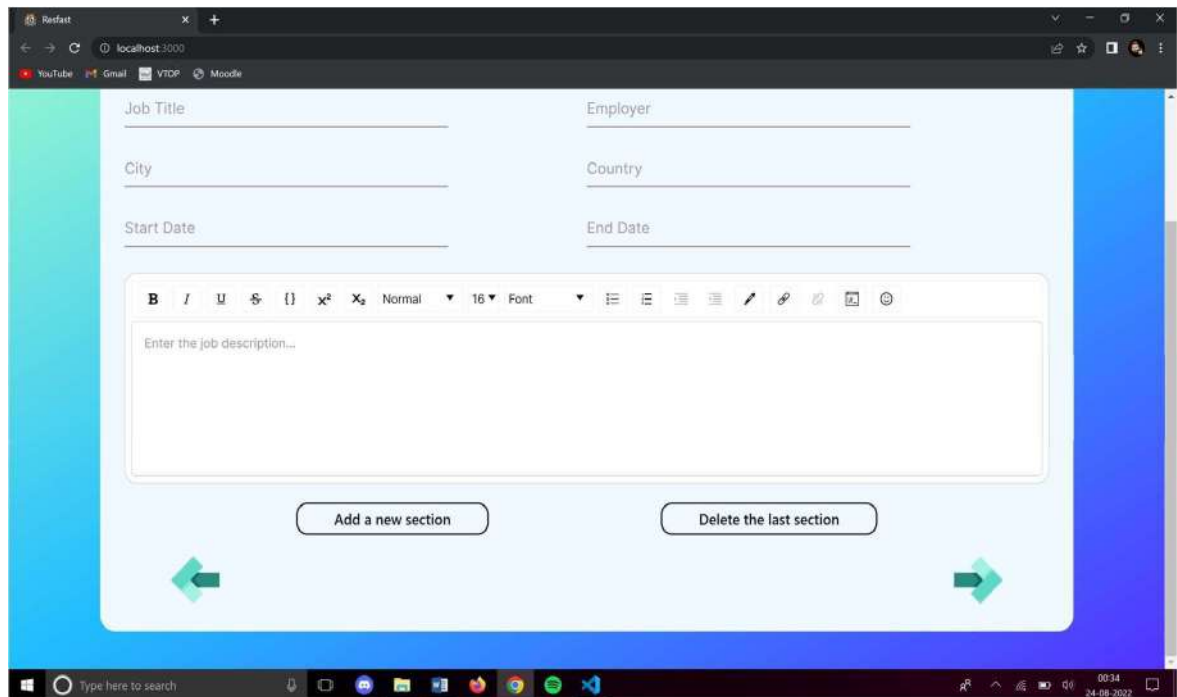 Resfast
localhost:3000
YouTube Gmail VTOP Moodle
Job Title Employer
City Country
Start Date End Date
B I U S {} X² X₂ Normal 16 Font
Enter the job description...
Add a new section Delete the last section
Type here to search
00:34
24-08-2022